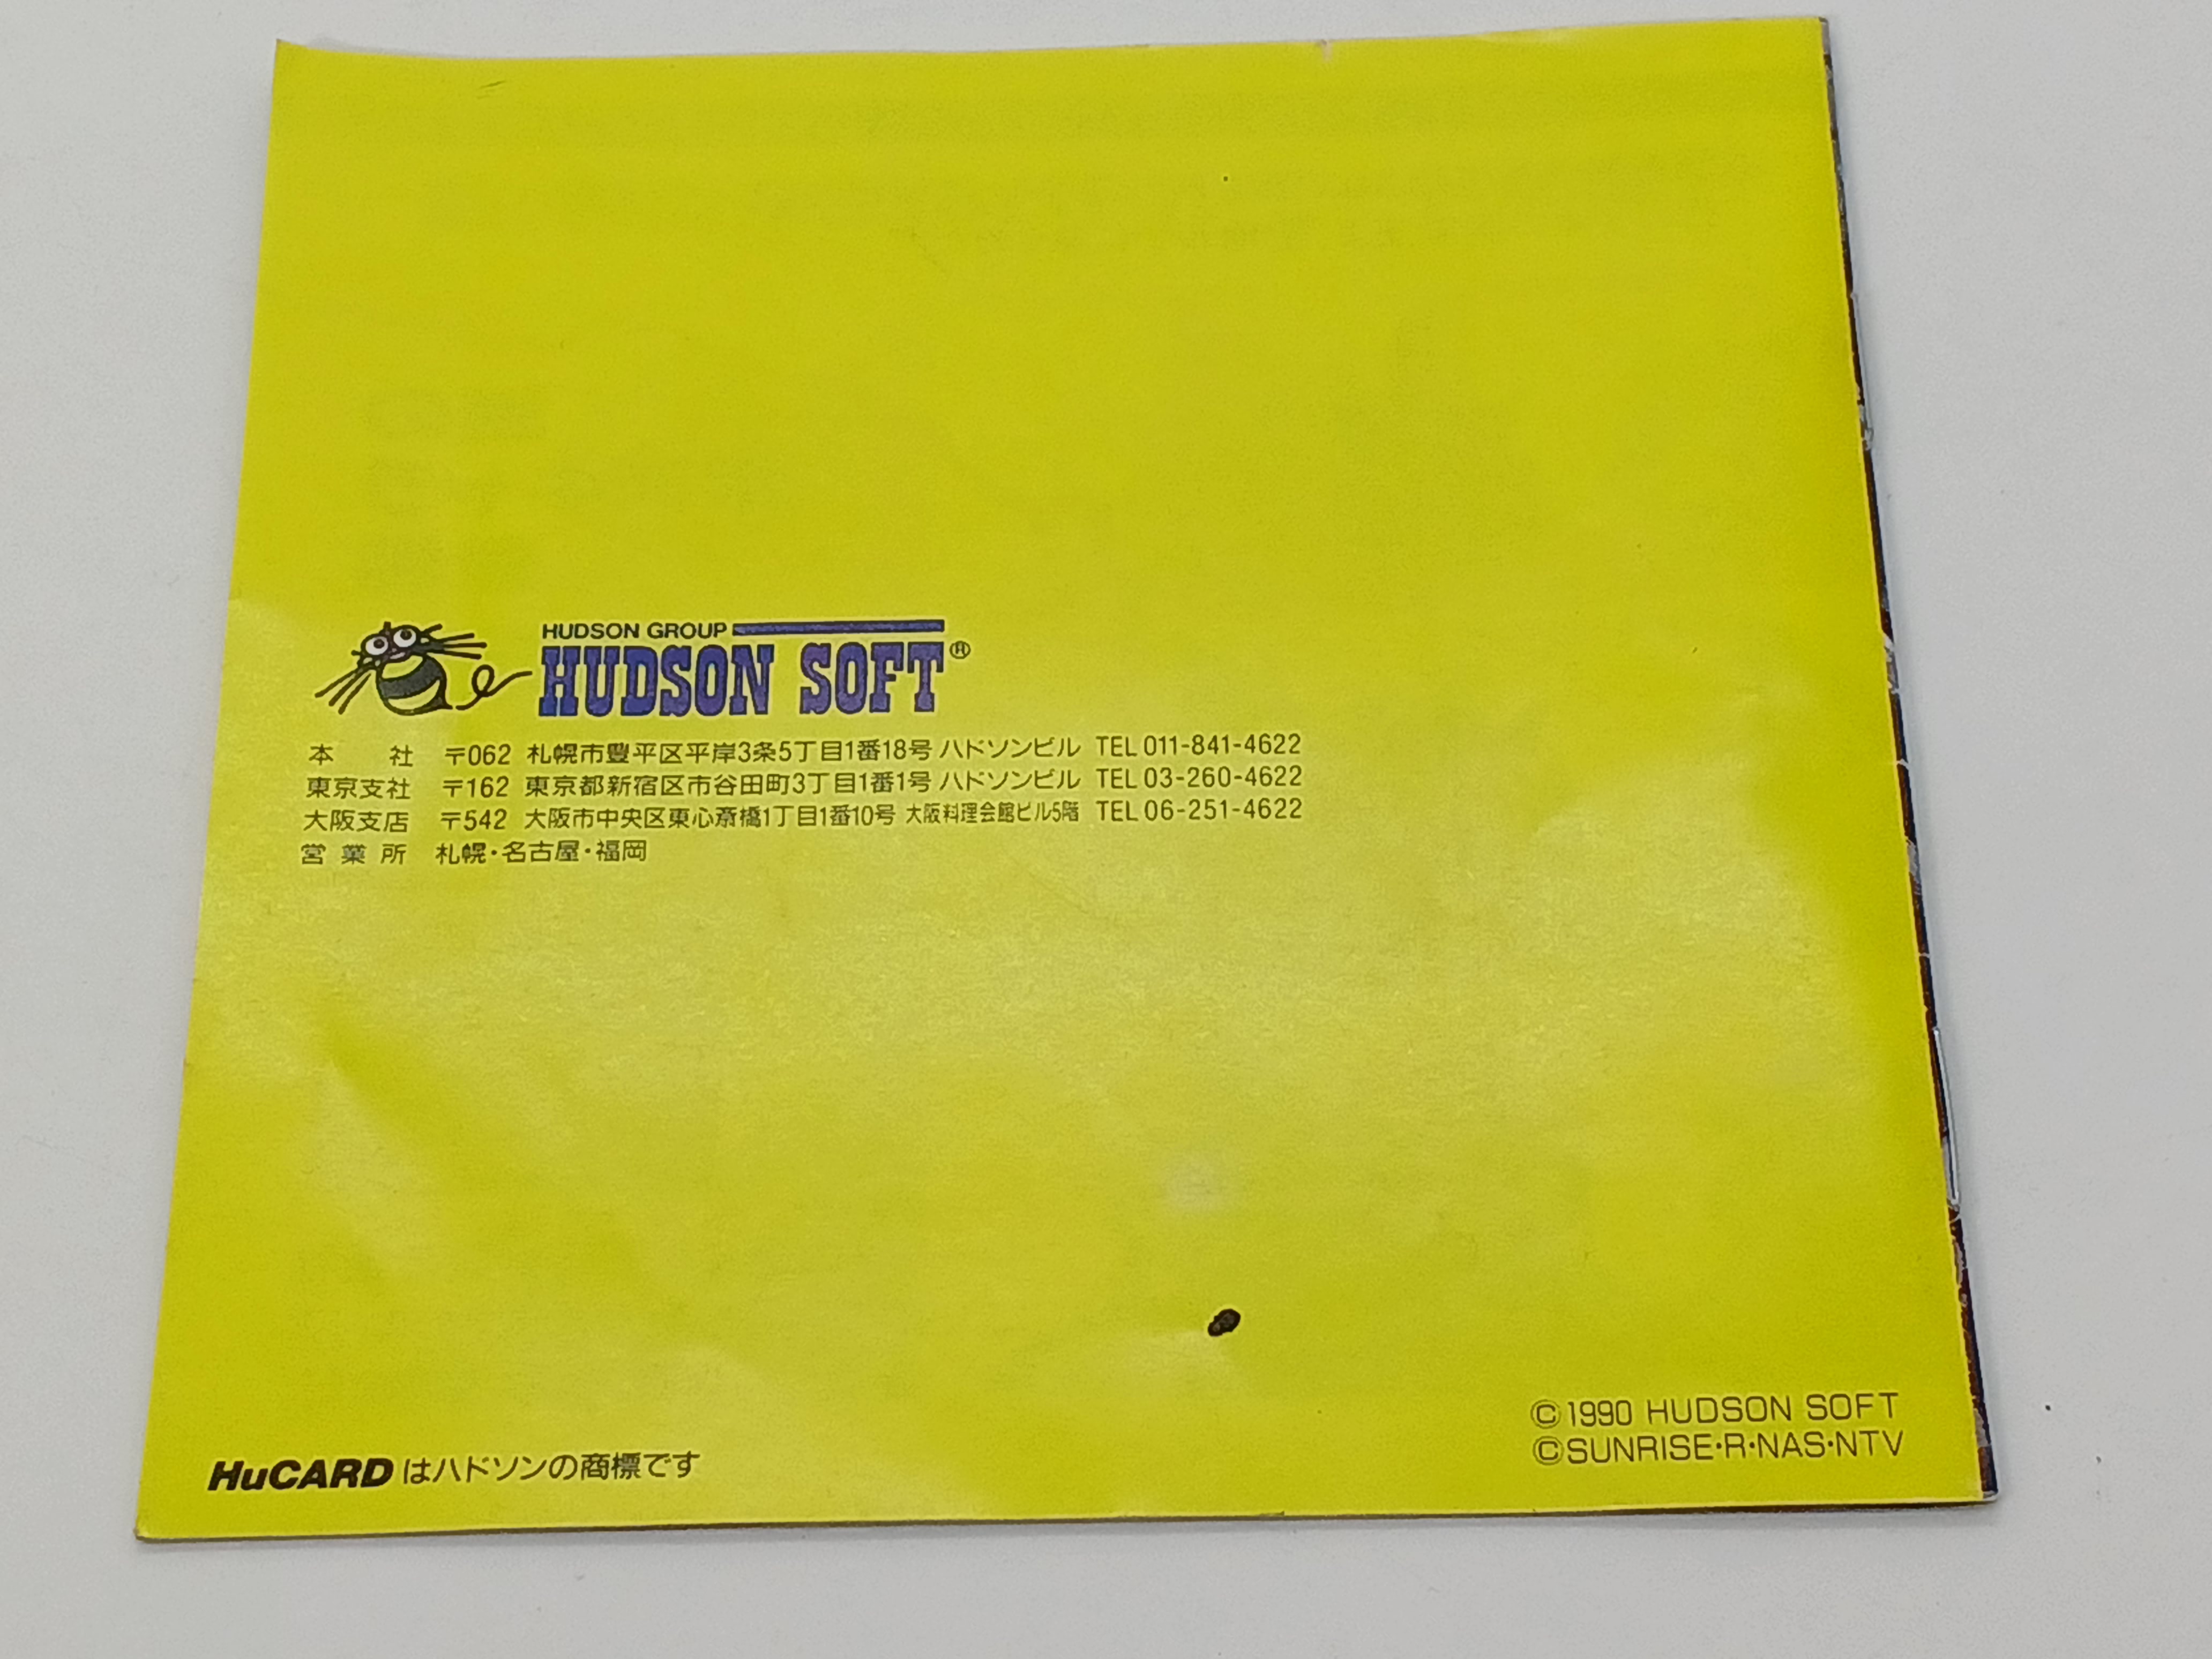 HUDSON GROUP
HUDSON SOFT®
本社 〒062 札幌市豊平区平岸3条5丁目1番18号 ハドソンビル TEL 011-841-4622
東京支社 〒162 東京都新宿区市谷田町3丁目1番1号 ハドソンビル TEL 03-260-4622
大阪支店 〒542 大阪市中央区東心斎橋1丁目1番10号 大阪料理会館ビル5階 TEL 06-251-4622
営業所 札幌・名古屋・福岡
©1990 HUDSON SOFT
©SUNRISE・R・NAS・NTV
HuCARD はハドソンの商標です